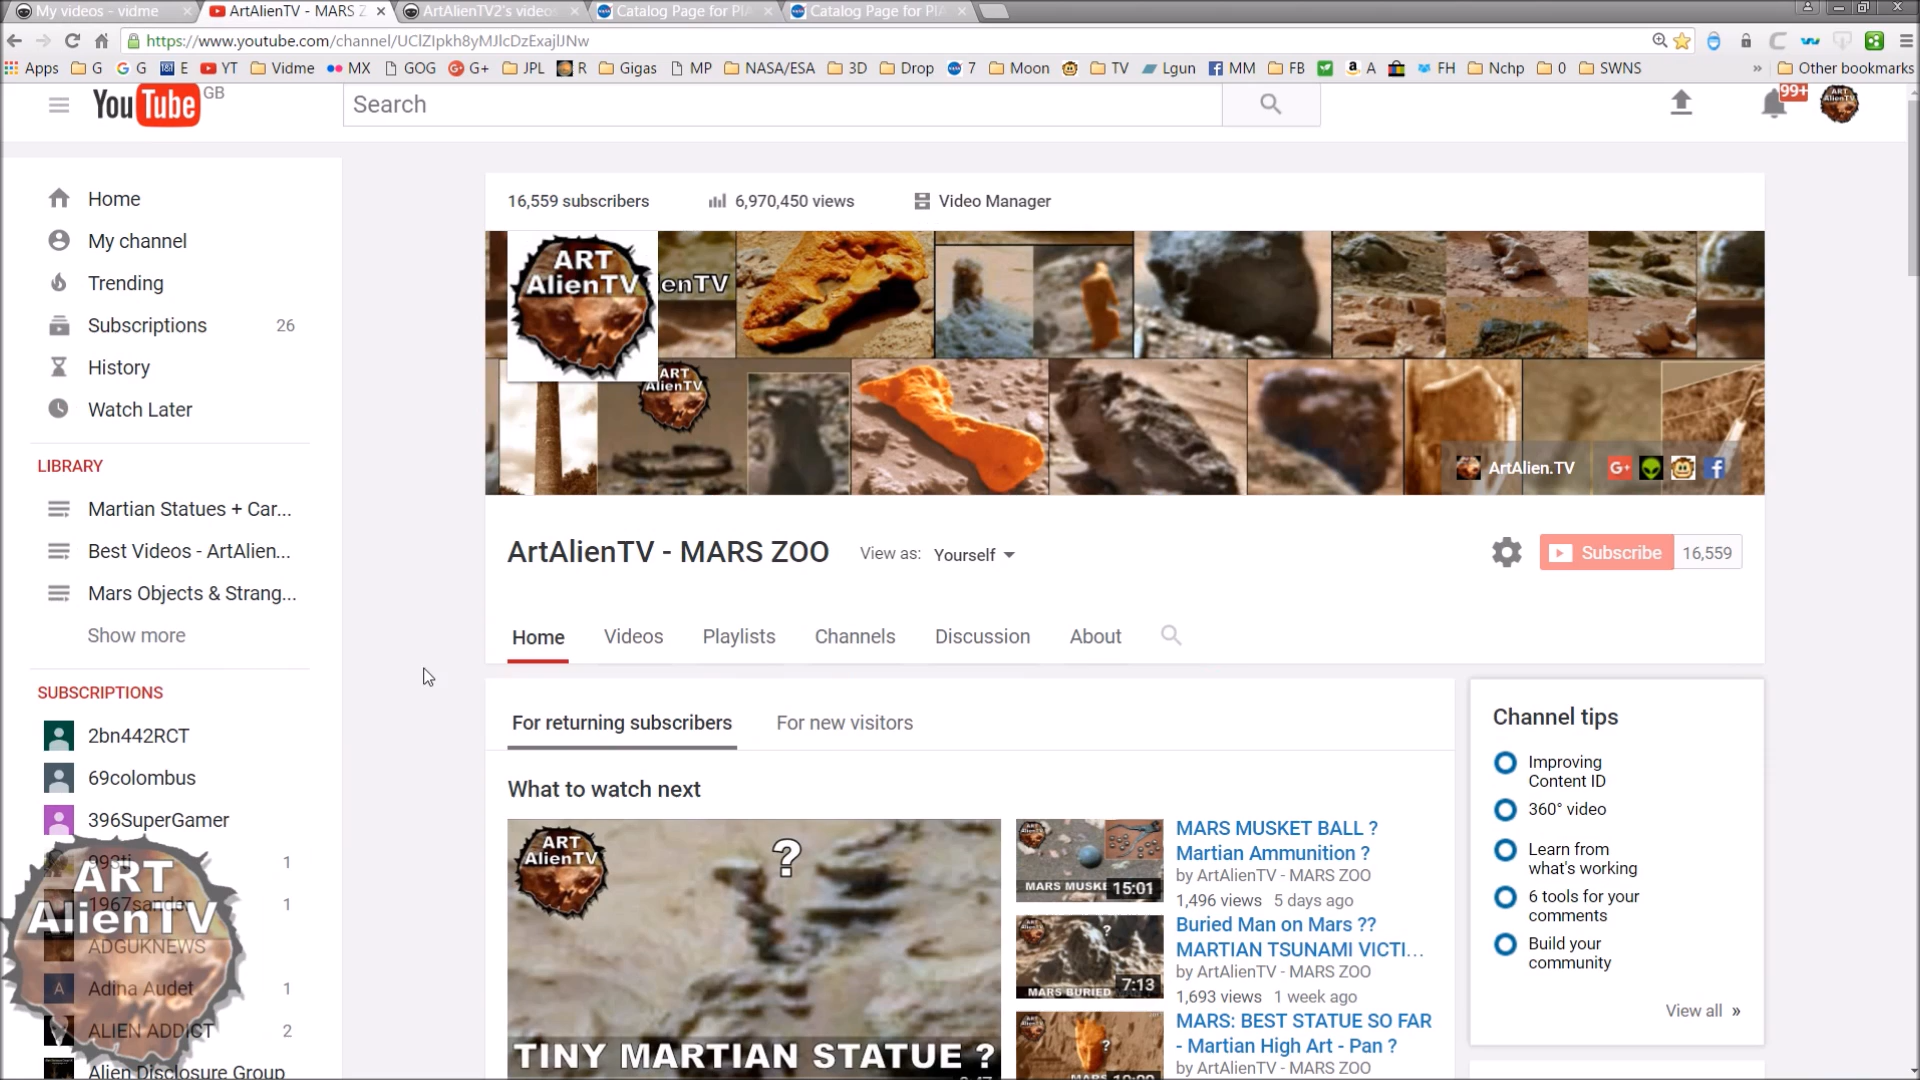 My videos - vidme
ArtAlienTV - MARS Z
ArtAlienTV2's videos
Catalog Page for PIA
Catalog Page for PIA
https://www.youtube.com/channel/UClZIpkh8yMJlcDzExajlJNw
Apps G G E YT Vidme MX GOG G+ JPL R Gigas MP NASA/ESA 3D Drop 7 Moon TV Lgun MM FB A FH Nchp 0 SWNS » Other bookmarks
YouTube GB
Search
99+
ART
AlienTV
Home
My channel
Trending
Subscriptions 26
History
Watch Later
LIBRARY
Martian Statues + Car...
Best Videos - ArtAlien...
Mars Objects & Strang...
Show more
SUBSCRIPTIONS
2bn442RCT
69colombus
396SuperGamer
1
1967sander 1
ADGUKNEWS
Adina Audet 1
ALIEN ADDICT 2
Alien Disclosure Group
ART
AlienTV
16,559 subscribers 6,970,450 views Video Manager
ART
AlienTV
enTV
ART
AlienTV
ArtAlien.TV
ArtAlienTV - MARS ZOO View as: Yourself
Subscribe 16,559
Home Videos Playlists Channels Discussion About
For returning subscribers For new visitors
What to watch next
ART
AlienTV
?
TINY MARTIAN STATUE ?
MARS MUSKE 15:01
MARS MUSKET BALL ?
Martian Ammunition ?
by ArtAlienTV - MARS ZOO
1,496 views 5 days ago
?
7:13
MARS BURIED
Buried Man on Mars ??
MARTIAN TSUNAMI VICTI...
by ArtAlienTV - MARS ZOO
1,693 views 1 week ago
?
MARS: BEST STATUE SO FAR
- Martian High Art - Pan ?
by ArtAlienTV - MARS ZOO
Channel tips
Improving
Content ID
360° video
Learn from
what's working
6 tools for your
comments
Build your
community
View all »